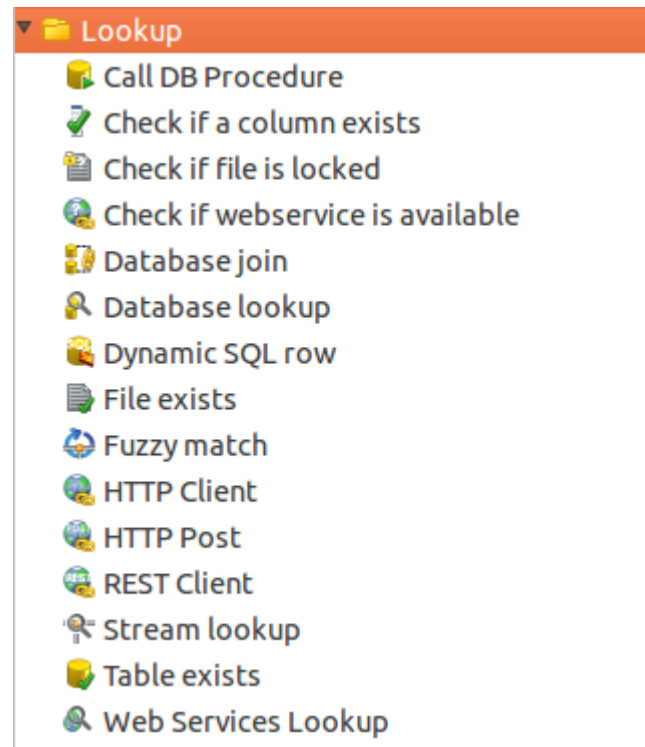 Lookup
Call DB Procedure
Check if a column exists
Check if file is locked
Check if webservice is available
Database join
Database lookup
Dynamic SQL row
File exists
Fuzzy match
HTTP Client
HTTP Post
REST Client
Stream lookup
Table exists
Web Services Lookup